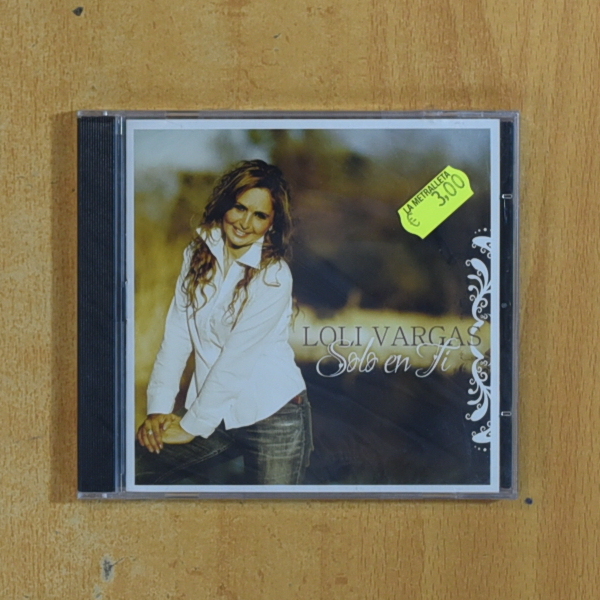 LA METRALLETA
€ 3,00
LOLI VARGAS
Solo en Ti